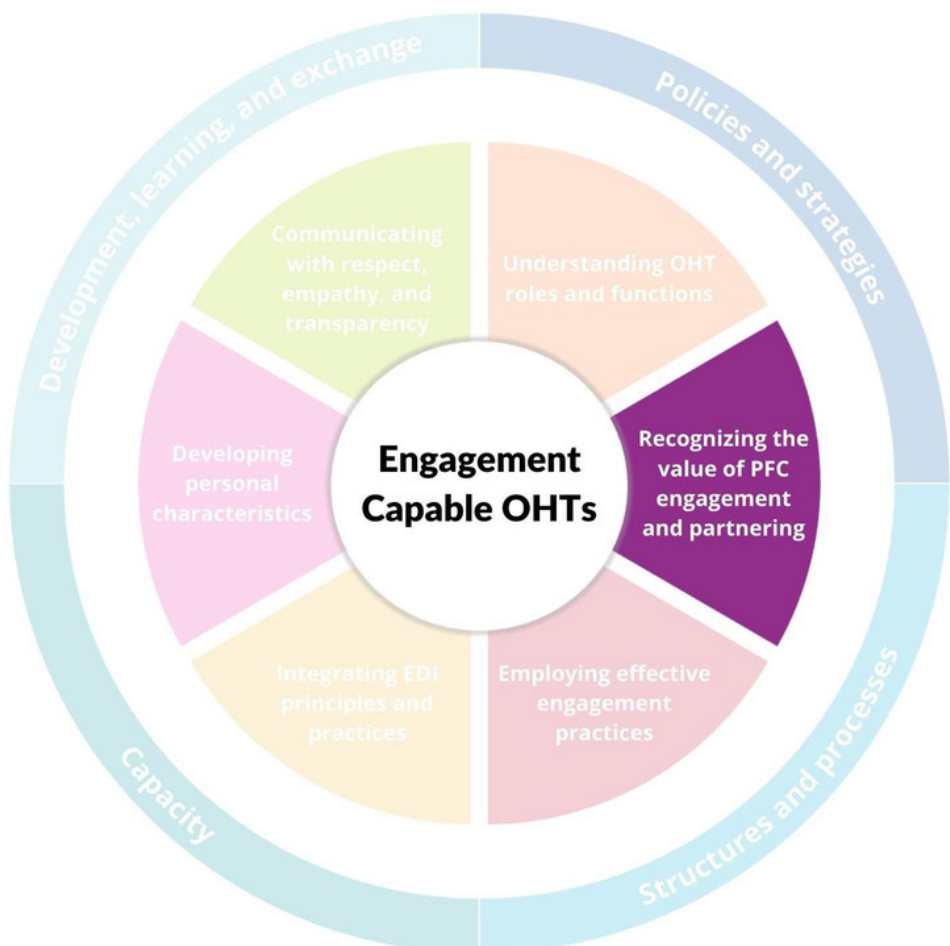 Development, learning, and exchange
Policies and strategies
Communicating
with respect,
empathy, and
transparency
Understanding OHT
roles and functions
Developing
personal
characteristics
Engagement
Capable OHTs
Recognizing the
value of PFC
engagement
and partnering
Integrating EDI
principles and
practices
Employing effective
engagement
practices
Capacity
Structures and processes